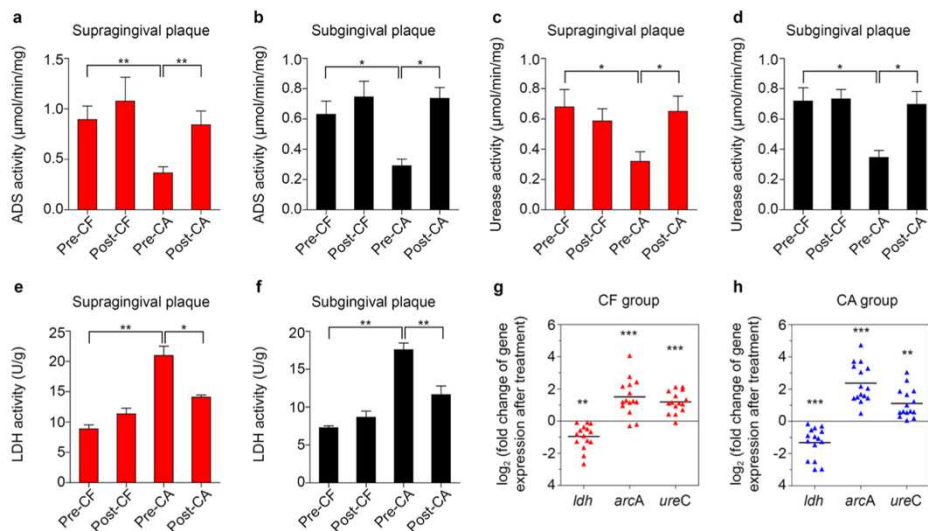 a
Supragingival plaque
ADS activity (µmol/min/mg)
1.5
1.0
0.5
0.0
**
**
Pre-CF
Post-CF
Pre-CA
Post-CA
b
Subgingival plaque
ADS activity (µmol/min/mg)
1.0
0.8
0.6
0.4
0.2
0.0
*
*
Pre-CF
Post-CF
Pre-CA
Post-CA
c
Supragingival plaque
Urease activity (µmol/min/mg)
1.0
0.8
0.6
0.4
0.2
0.0
*
*
Pre-CF
Post-CF
Pre-CA
Post-CA
d
Subgingival plaque
Urease activity (µmol/min/mg)
1.0
0.8
0.6
0.4
0.2
0.0
*
*
Pre-CF
Post-CF
Pre-CA
Post-CA
e
Supragingival plaque
LDH activity (U/g)
25
20
15
10
5
0
**
*
Pre-CF
Post-CF
Pre-CA
Post-CA
f
Subgingival plaque
LDH activity (U/g)
20
15
10
5
0
**
**
Pre-CF
Post-CF
Pre-CA
Post-CA
g
CF group
log₂ (fold change of gene
expression after treatment)
6
4
2
0
2
4
**
***
***
ldh
arcA
ureC
h
CA group
log₂ (fold change of gene
expression after treatment)
6
4
2
0
-2
4
***
***
**
ldh
arcA
ureC